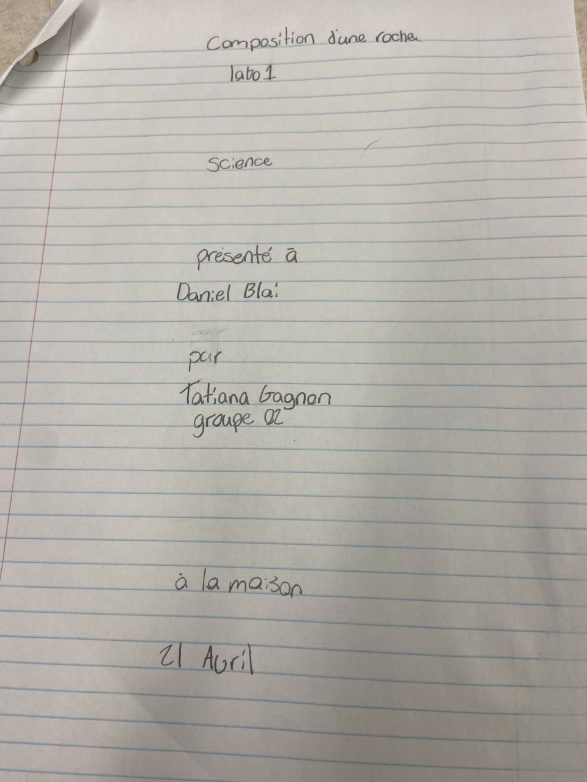 Composition d'une roche
labo 1
Science
présenté à
Daniel Blai
par
Tatiana Gagnon
groupe 02
à la maison
21 Avril